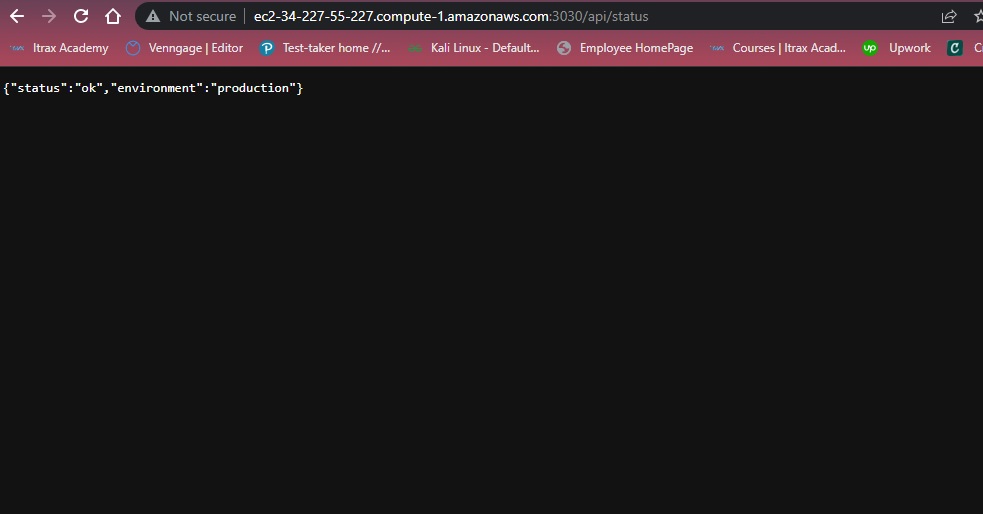 Not secure ec2-34-227-55-227.compute-1.amazonaws.com:3030/api/status
Itrax Academy Venngage | Editor Test-taker home //... Kali Linux - Default... Employee HomePage Courses | Itrax Acad... up Upwork
{"status":"ok","environment":"production"}